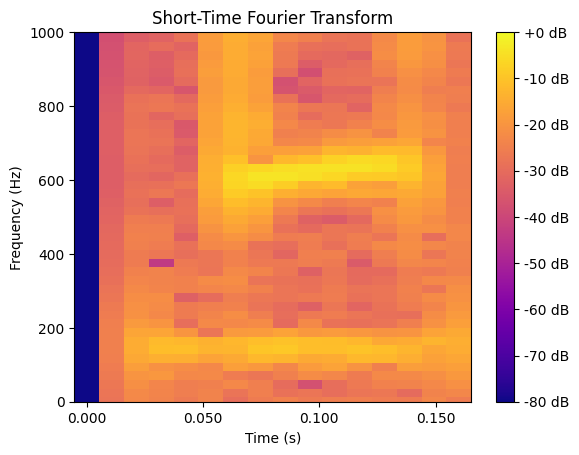 Short-Time Fourier Transform
1000
800
600
400
200
0
Frequency (Hz)
0.000
0.050
0.100
0.150
Time (s)
+0 dB
-10 dB
-20 dB
-30 dB
-40 dB
-50 dB
-60 dB
-70 dB
-80 dB